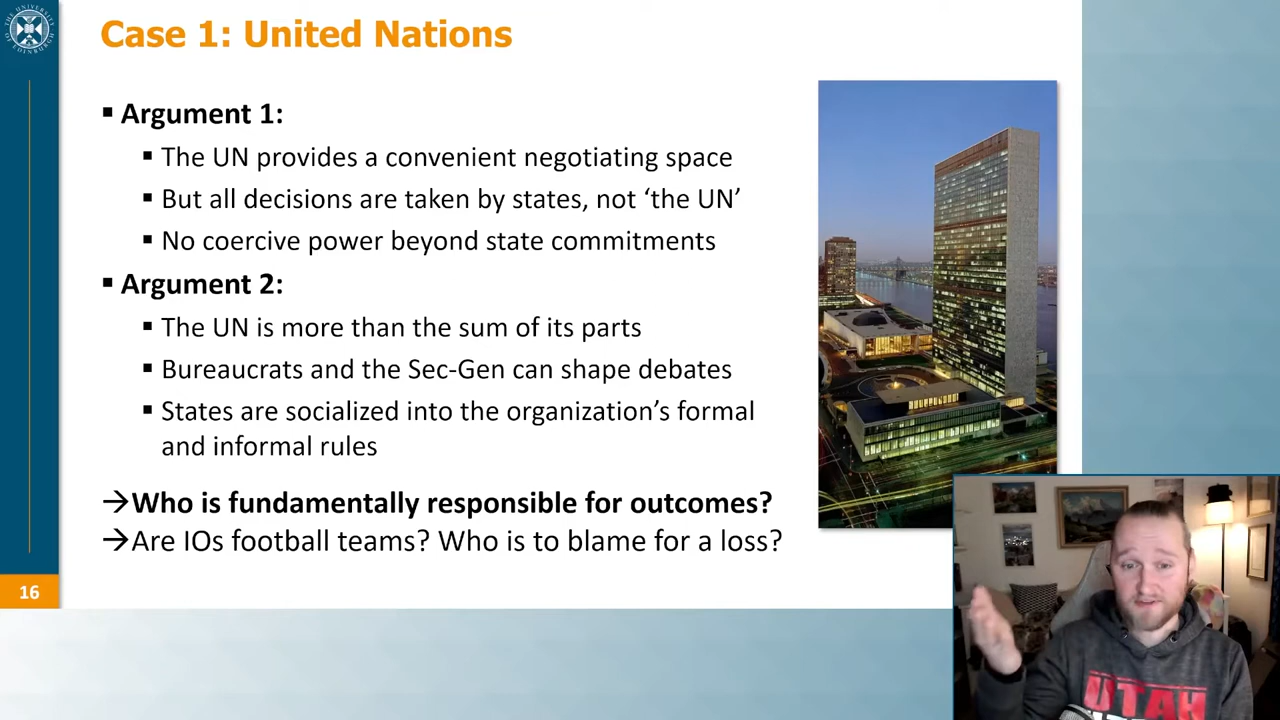 THE UNIVERSITY OF EDINBURGH
Case 1: United Nations
▪ Argument 1:
▪ The UN provides a convenient negotiating space
▪ But all decisions are taken by states, not ‘the UN’
▪ No coercive power beyond state commitments
▪ Argument 2:
▪ The UN is more than the sum of its parts
▪ Bureaucrats and the Sec-Gen can shape debates
▪ States are socialized into the organization’s formal
and informal rules
→Who is fundamentally responsible for outcomes?
→Are IOs football teams? Who is to blame for a loss?
16
UTAH